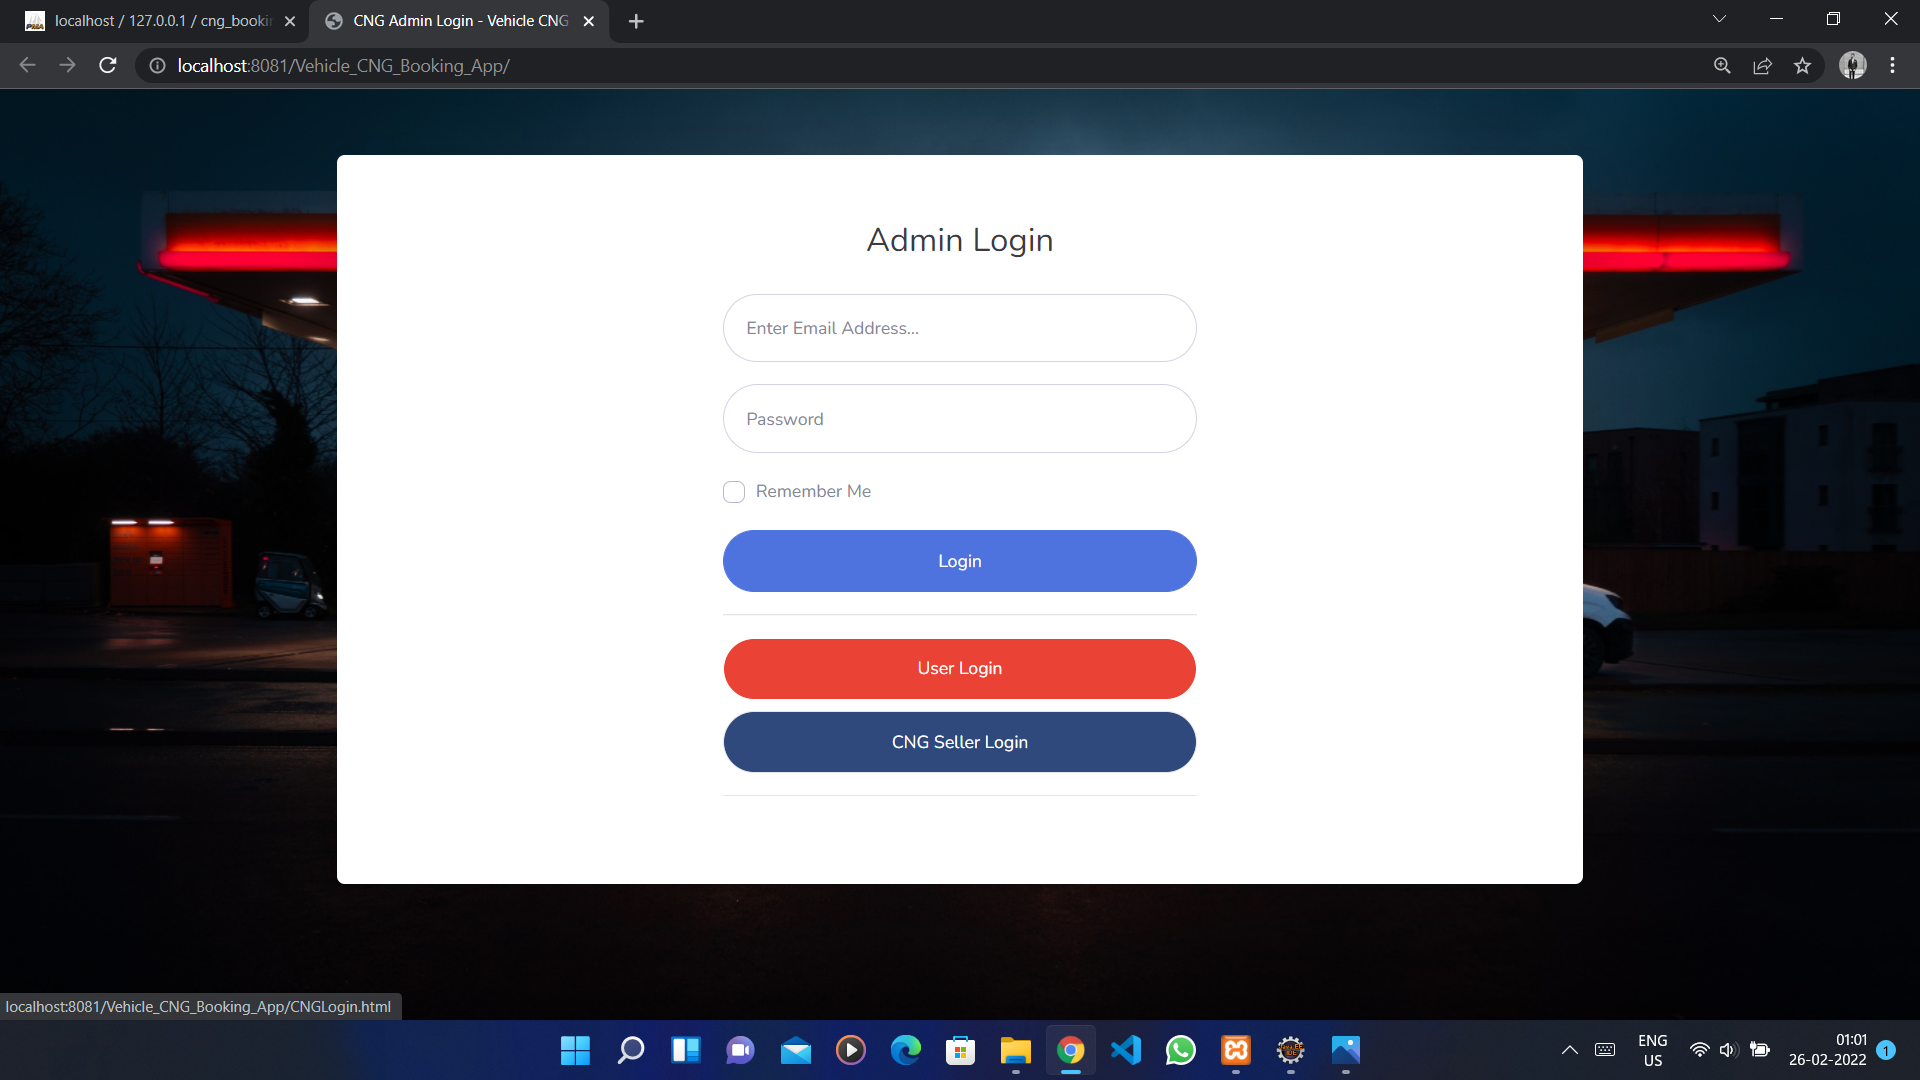 localhost / 127.0.0.1 / cng_bookin
CNG Admin Login - Vehicle CNG
localhost:8081/Vehicle_CNG_Booking_App/
Admin Login
Enter Email Address...
Password
Remember Me
Login
User Login
CNG Seller Login
localhost:8081/Vehicle_CNG_Booking_App/CNGLogin.html
ENG
US
01:01
26-02-2022
1